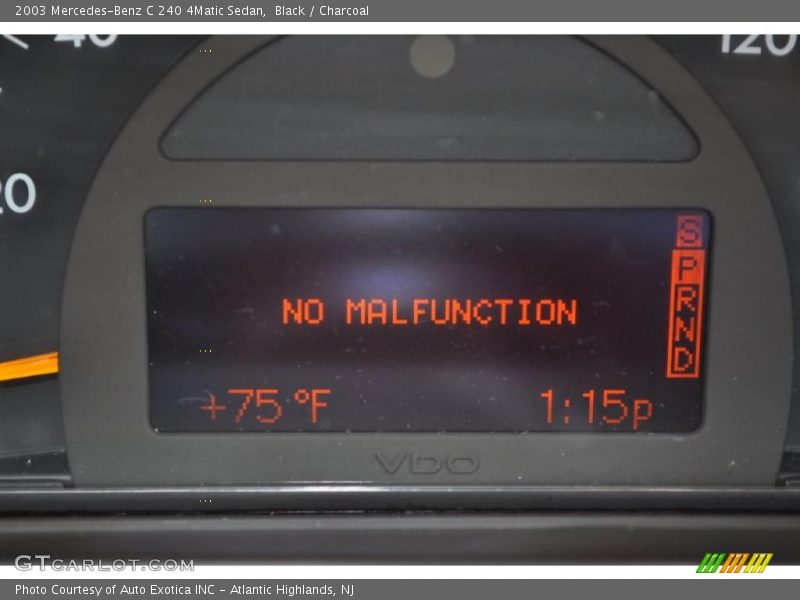 2003 Mercedes-Benz C 240 4Matic Sedan, Black / Charcoal
40
120
20
S
P
NO MALFUNCTION
R
N
D
+75 °F
1:15p
VDO
GTCARLOT.COM
Photo Courtesy of Auto Exotica INC - Atlantic Highlands, NJ